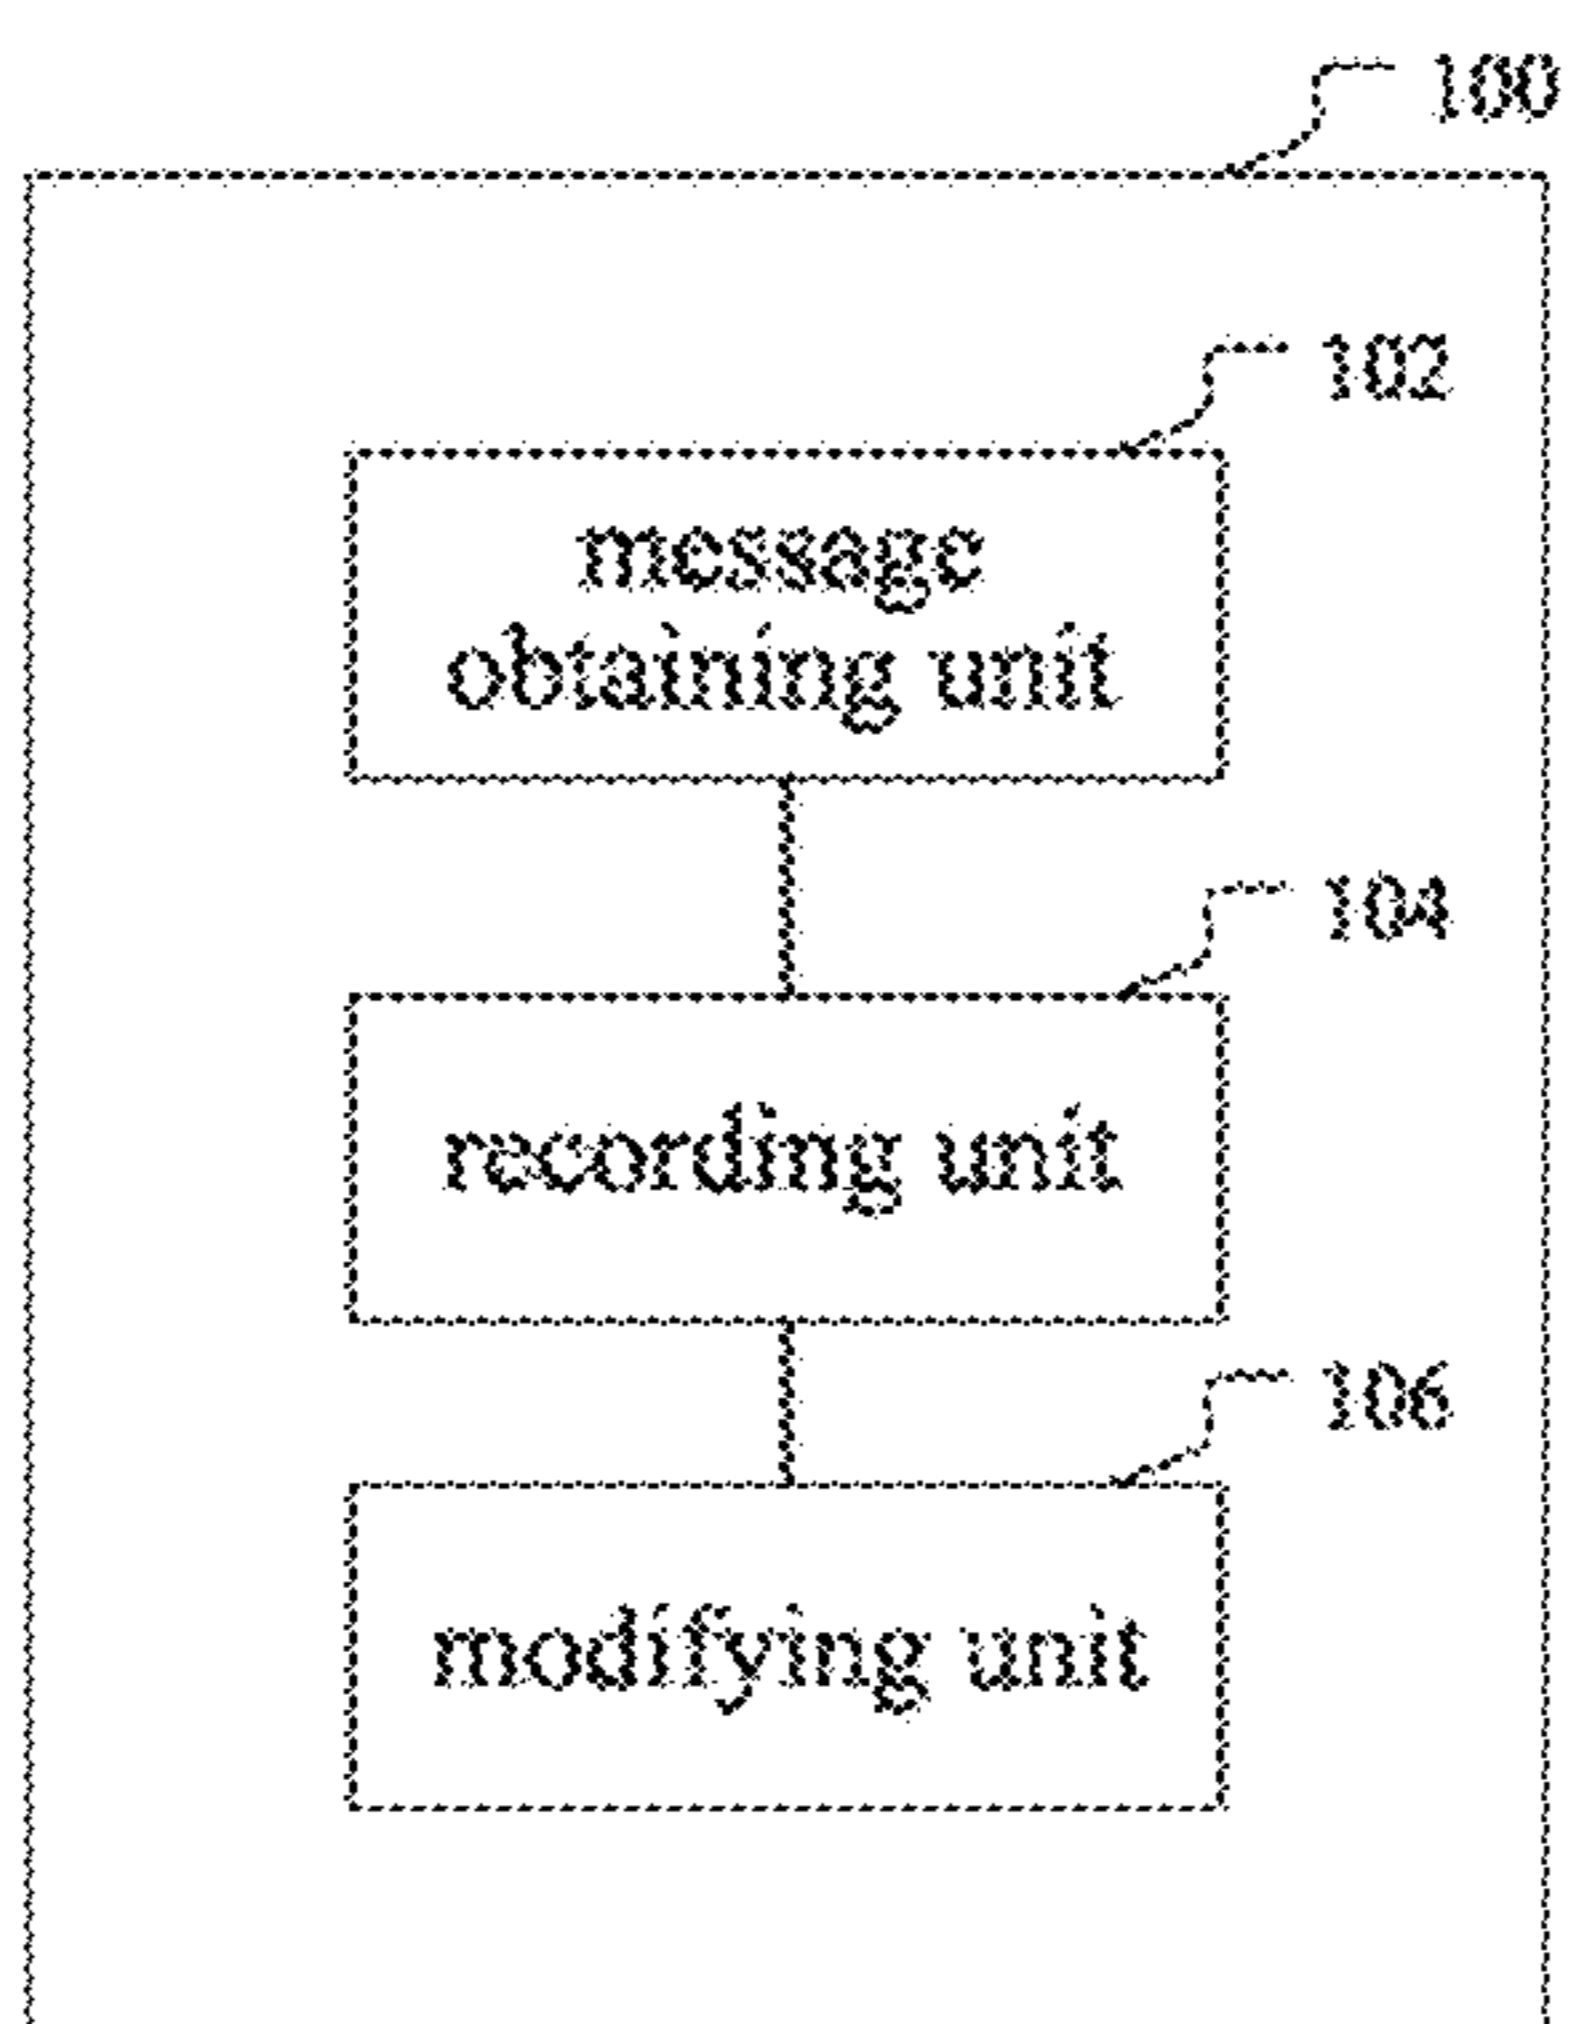 100
102
message
obtaining unit
104
recording unit
106
modifying unit